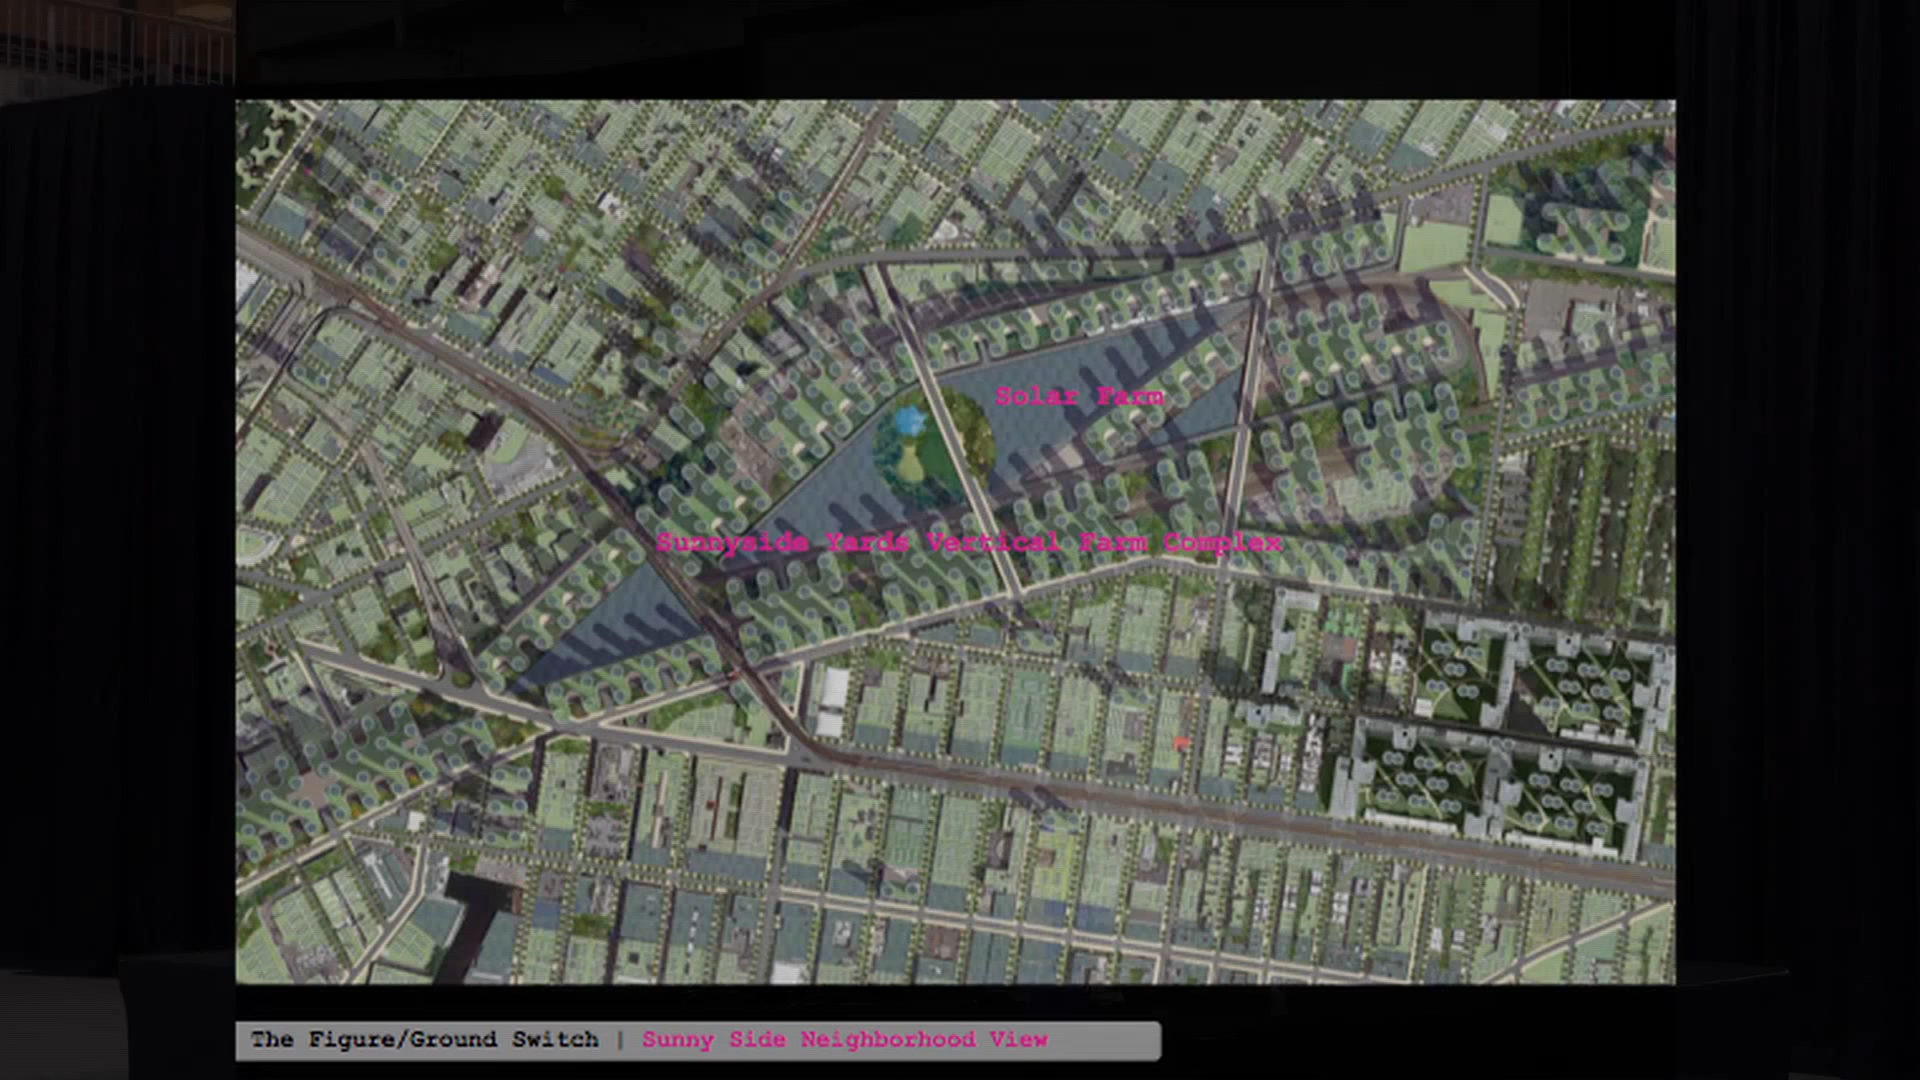 Solar Farm
Sunnyside Yards Vertical Farm Complex
The Figure/Ground Switch | Sunny Side Neighborhood View